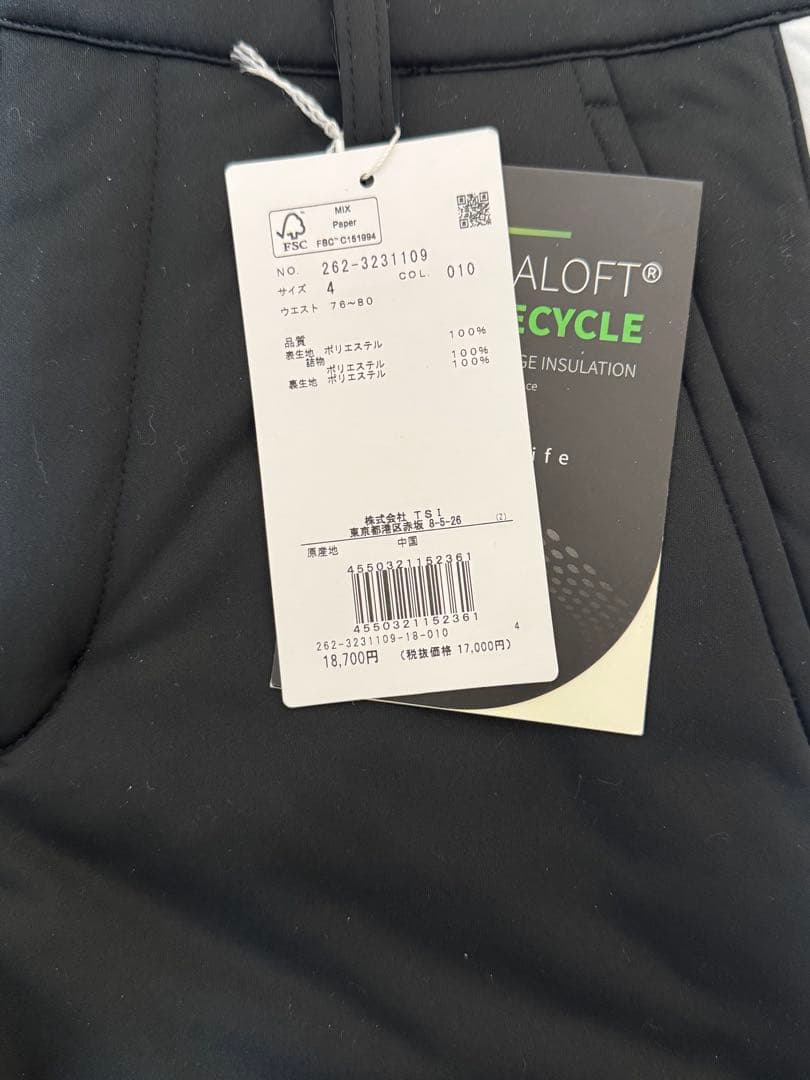 MIX
Paper
FSC™ C151994
FSC
NO. 262-3231109
COL. 010
サイズ 4
ウエスト 76~80
品質
表生地 ポリエステル 100%
詰物
ポリエステル 100%
裏生地 ポリエステル 100%
株式会社 TSI
東京都港区赤坂 8-5-26 (Z)
原産地 中国
4550321152361
4550321152361
262-3231109-18-010 4
18,700円 (税抜価格 17,000円)
ALOFT®
ECYCLE
GE INSULATION
ce
ife